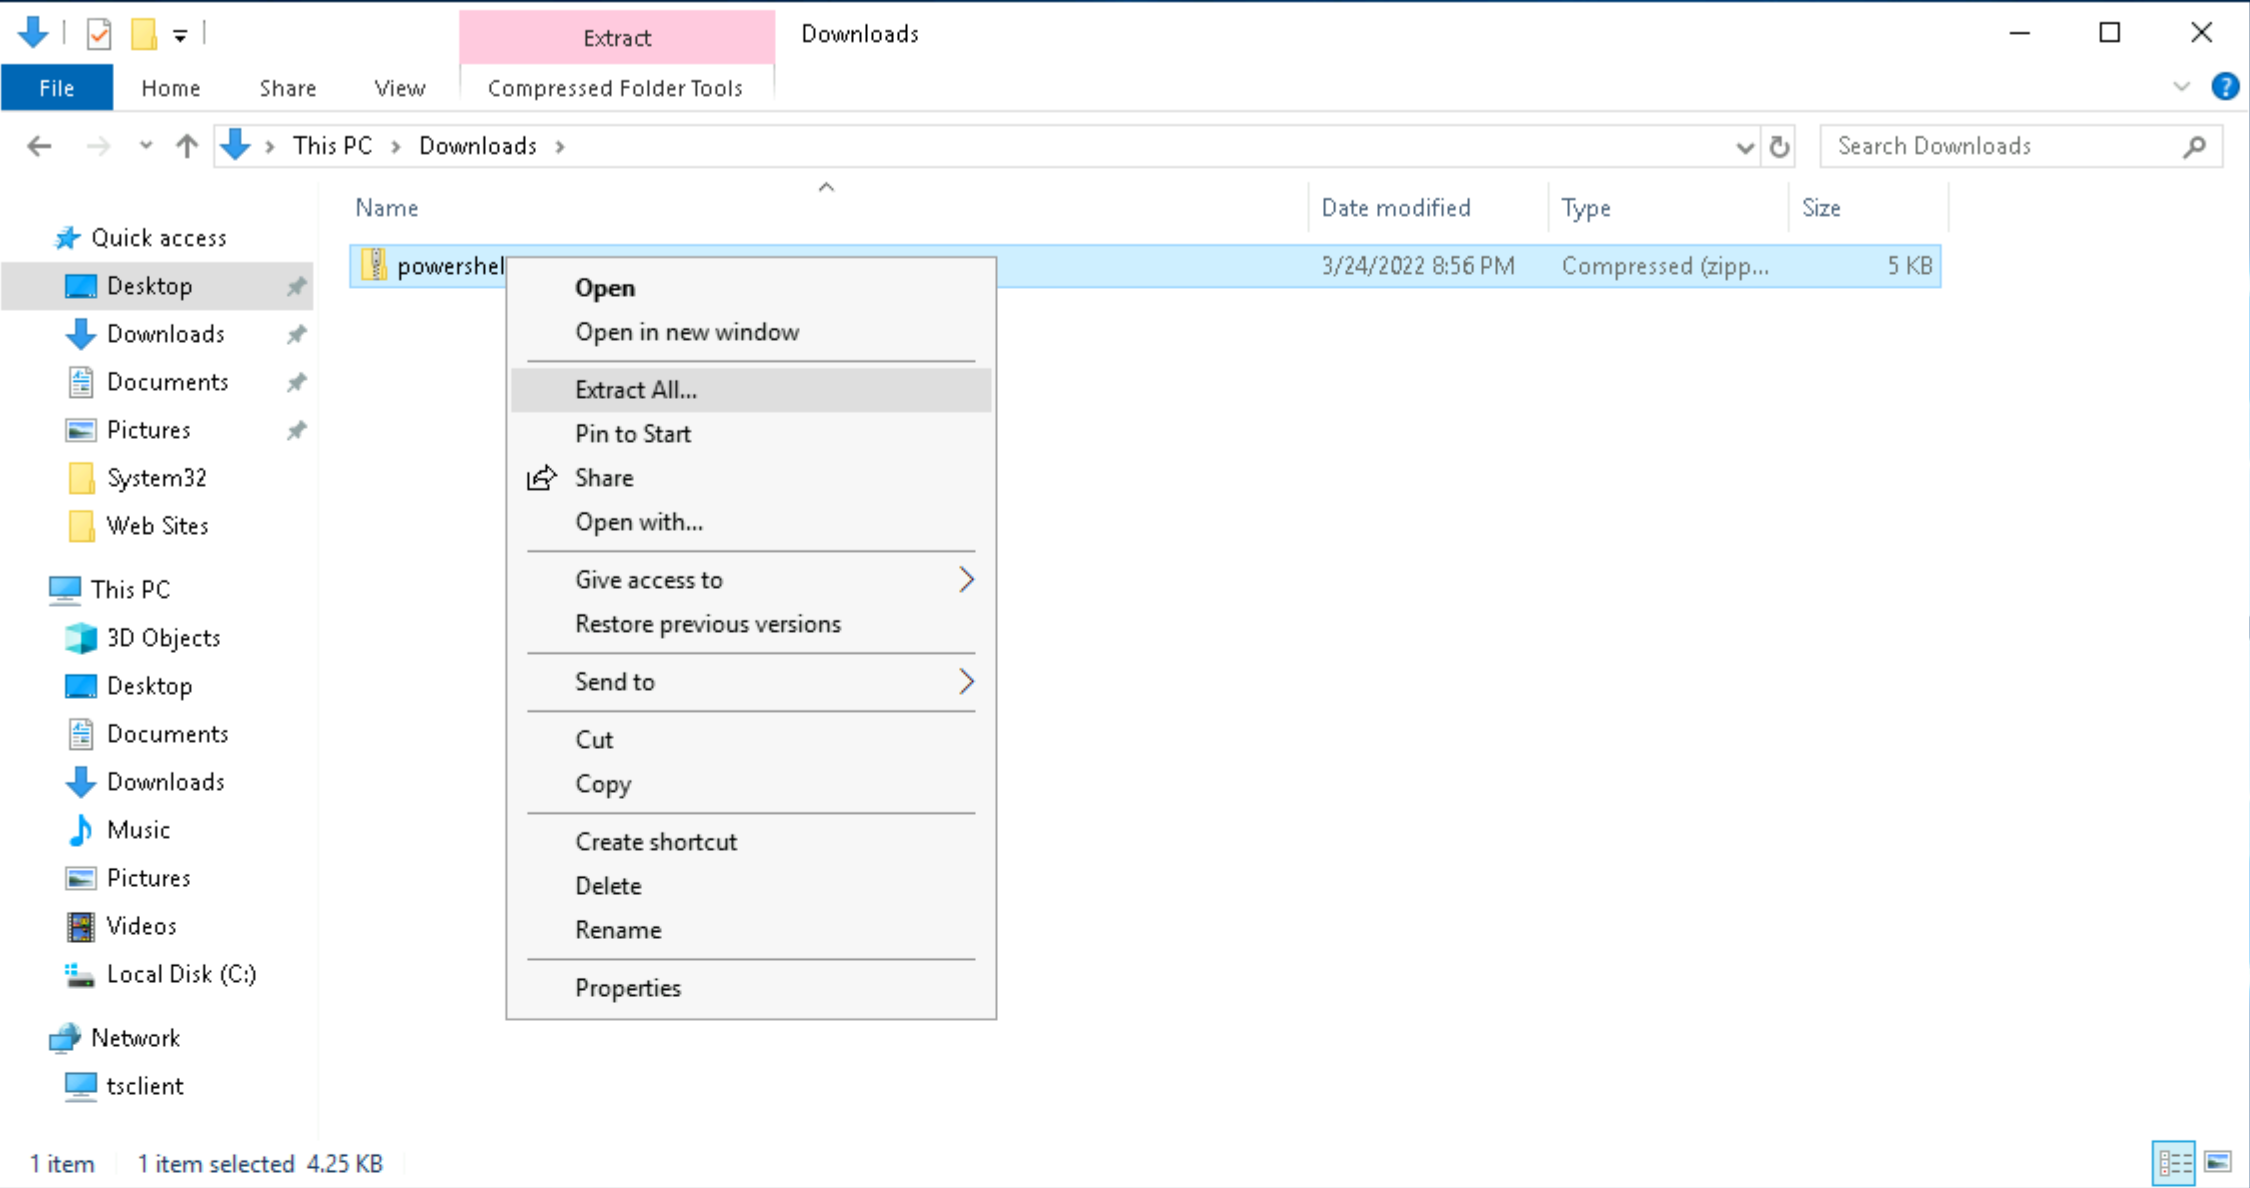 Extract
Downloads
File
Home
Share
View
Compressed Folder Tools
?
This PC
Downloads
Search Downloads
Name
Date modified
Type
Size
Quick access
Desktop
Downloads
Documents
Pictures
System32
Web Sites
This PC
3D Objects
Desktop
Documents
Downloads
Music
Pictures
Videos
Local Disk (C:)
Network
tsclient
powershel
3/24/2022 8:56 PM
Compressed (zipp...
5 KB
Open
Open in new window
Extract All...
Pin to Start
Share
Open with...
Give access to
Restore previous versions
Send to
Cut
Copy
Create shortcut
Delete
Rename
Properties
1 item
1 item selected 4.25 KB